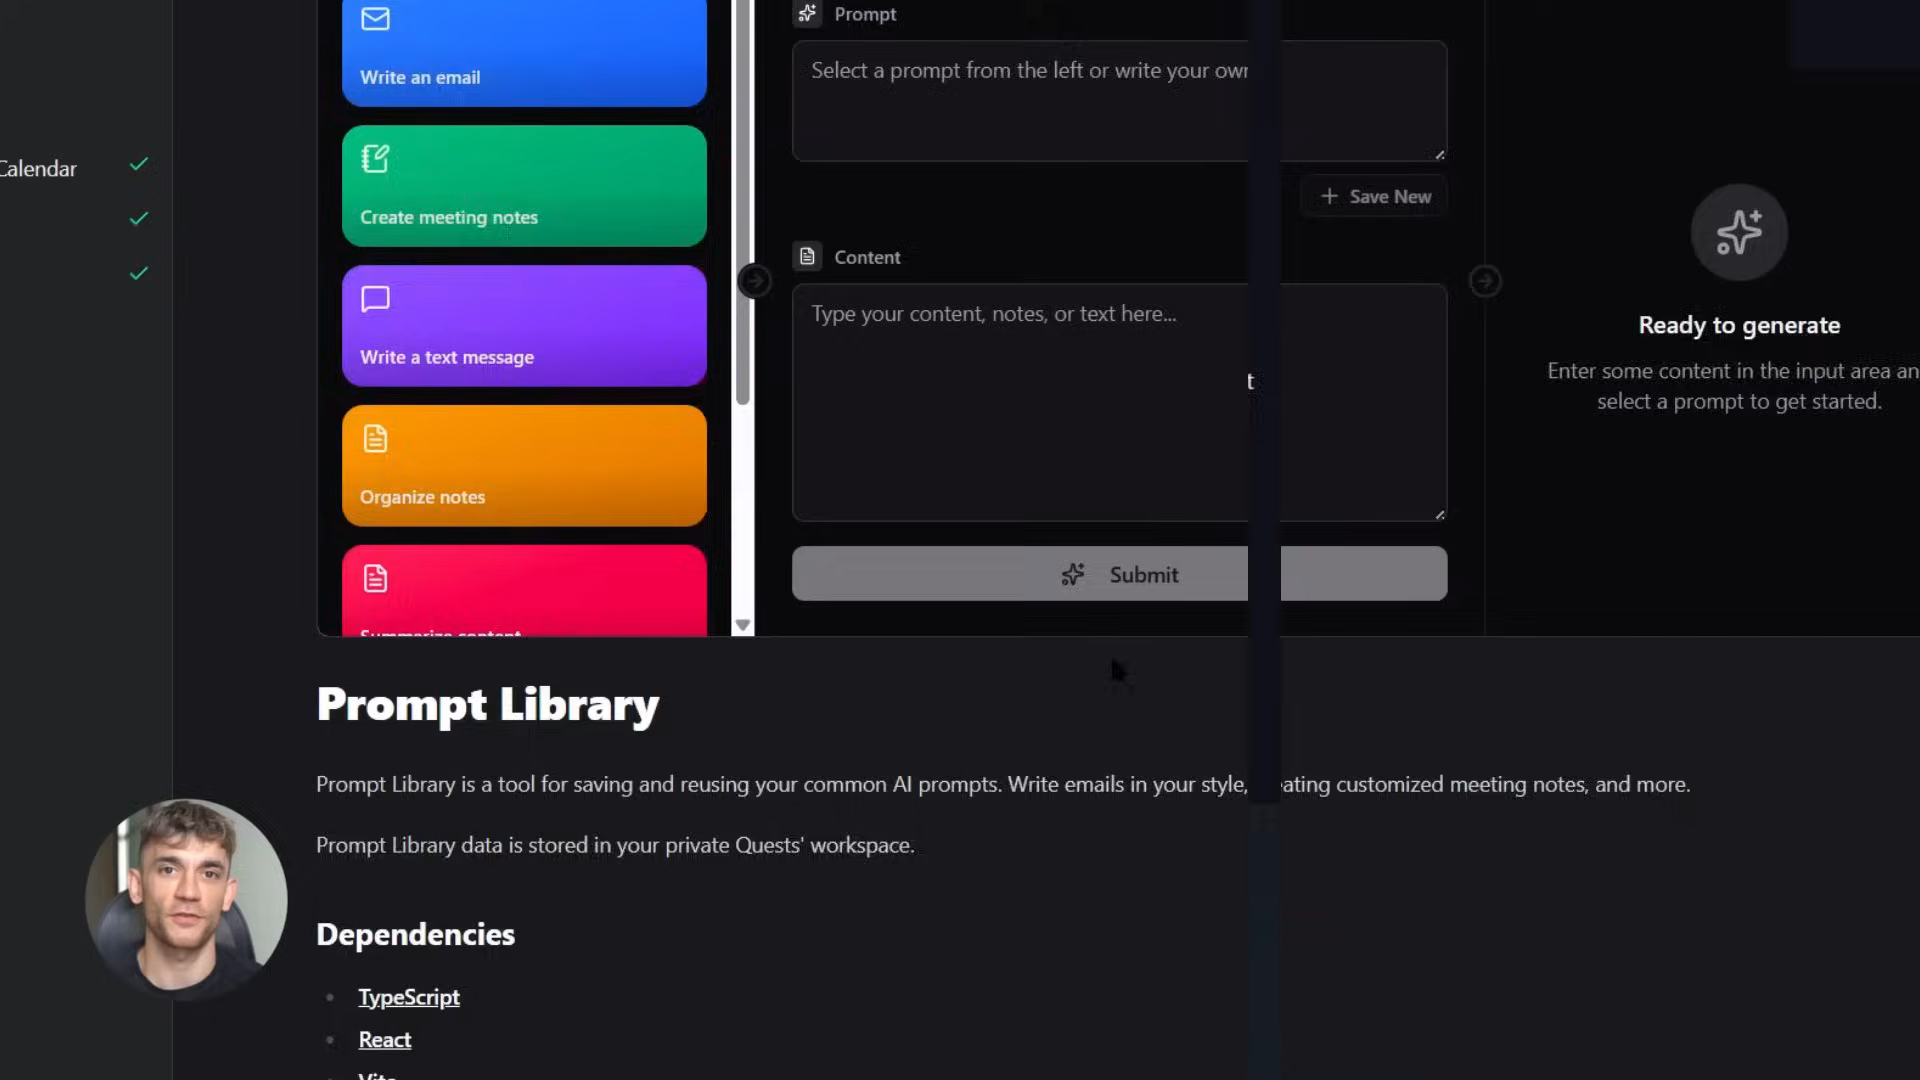 Calendar
Write an email
Create meeting notes
Write a text message
Organize notes
Summarize content
Prompt
Select a prompt from the left or write your own
Save New
Content
Type your content, notes, or text here...
t
Submit
Ready to generate
Enter some content in the input area an
select a prompt to get started.
Prompt Library
Prompt Library is a tool for saving and reusing your common AI prompts. Write emails in your style, eating customized meeting notes, and more.
Prompt Library data is stored in your private Quests' workspace.
Dependencies
TypeScript
React
Vite